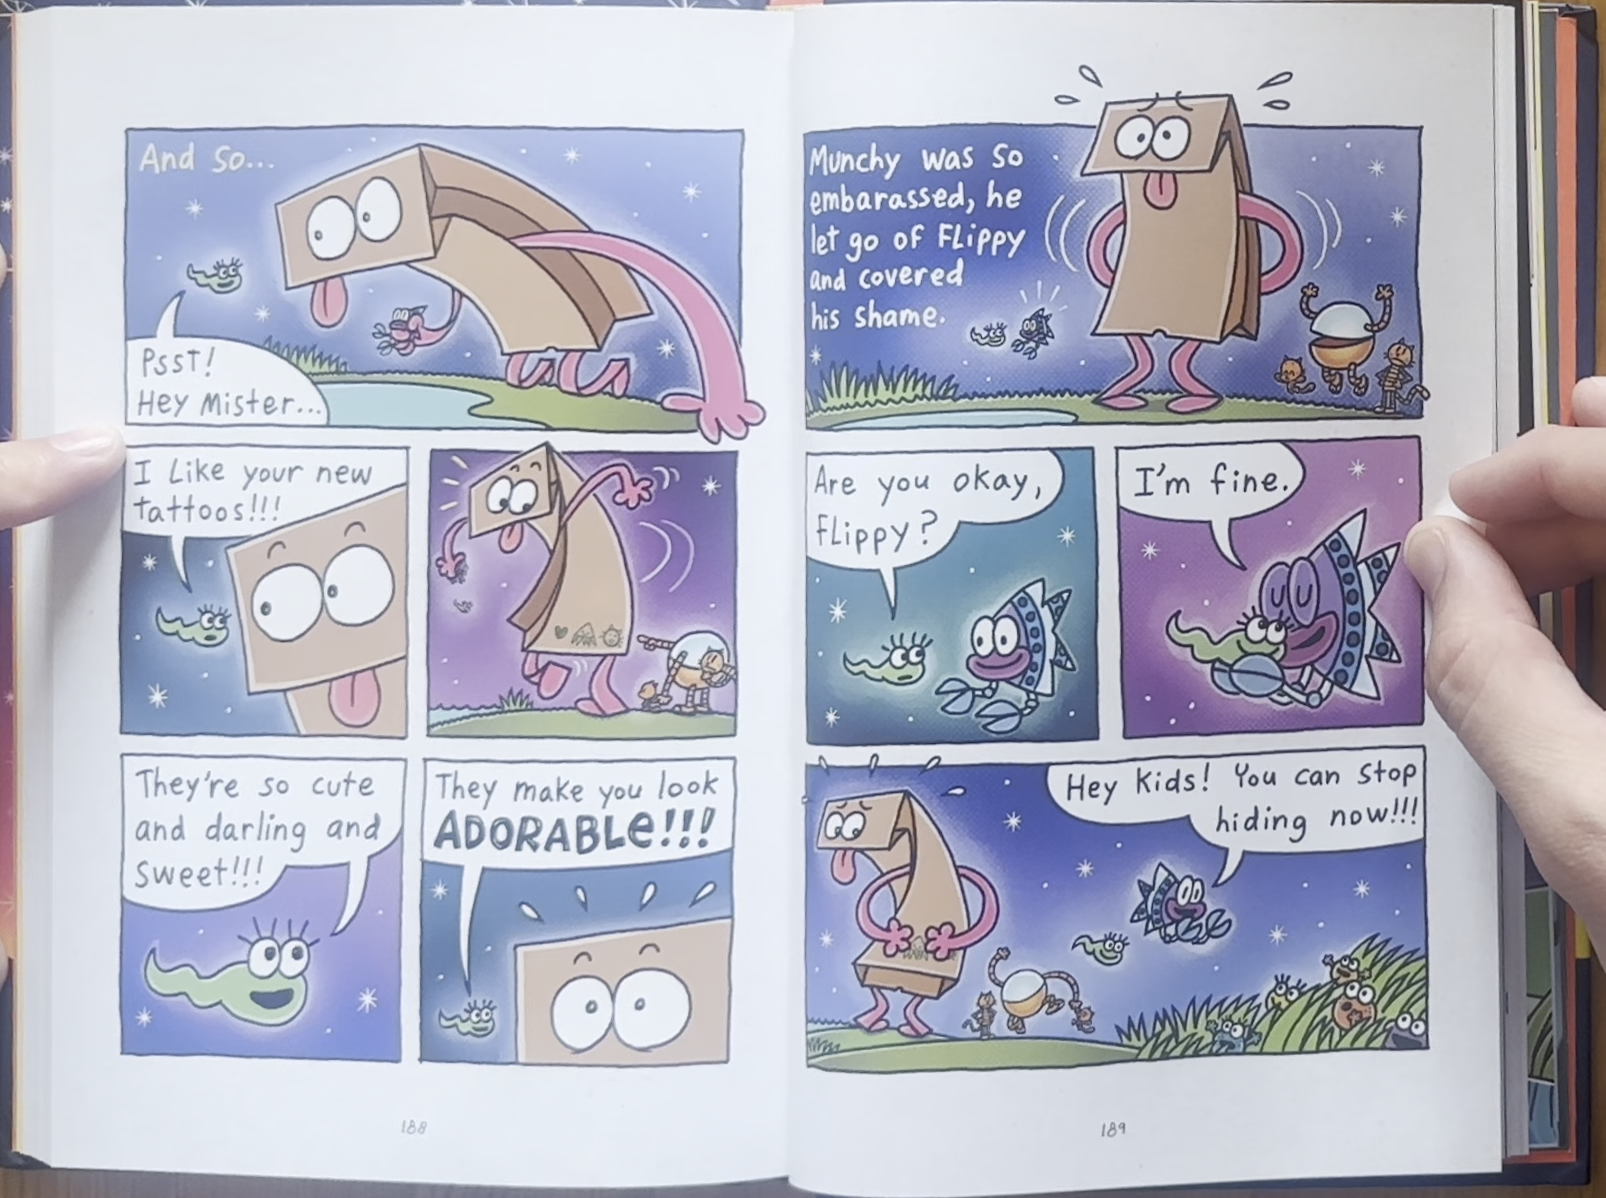 And so...
Psst!
Hey Mister...
I Like your new
tattoos!!!
They're so cute
and darling and
sweet!!!
They make you look
ADORABLe!!!
188
Munchy was so
embarassed, he
let go of FLippy
and covered
his shame.
Are you okay,
FLippy?
I'm fine.
Hey Kids! You can stop
hiding now!!!
189